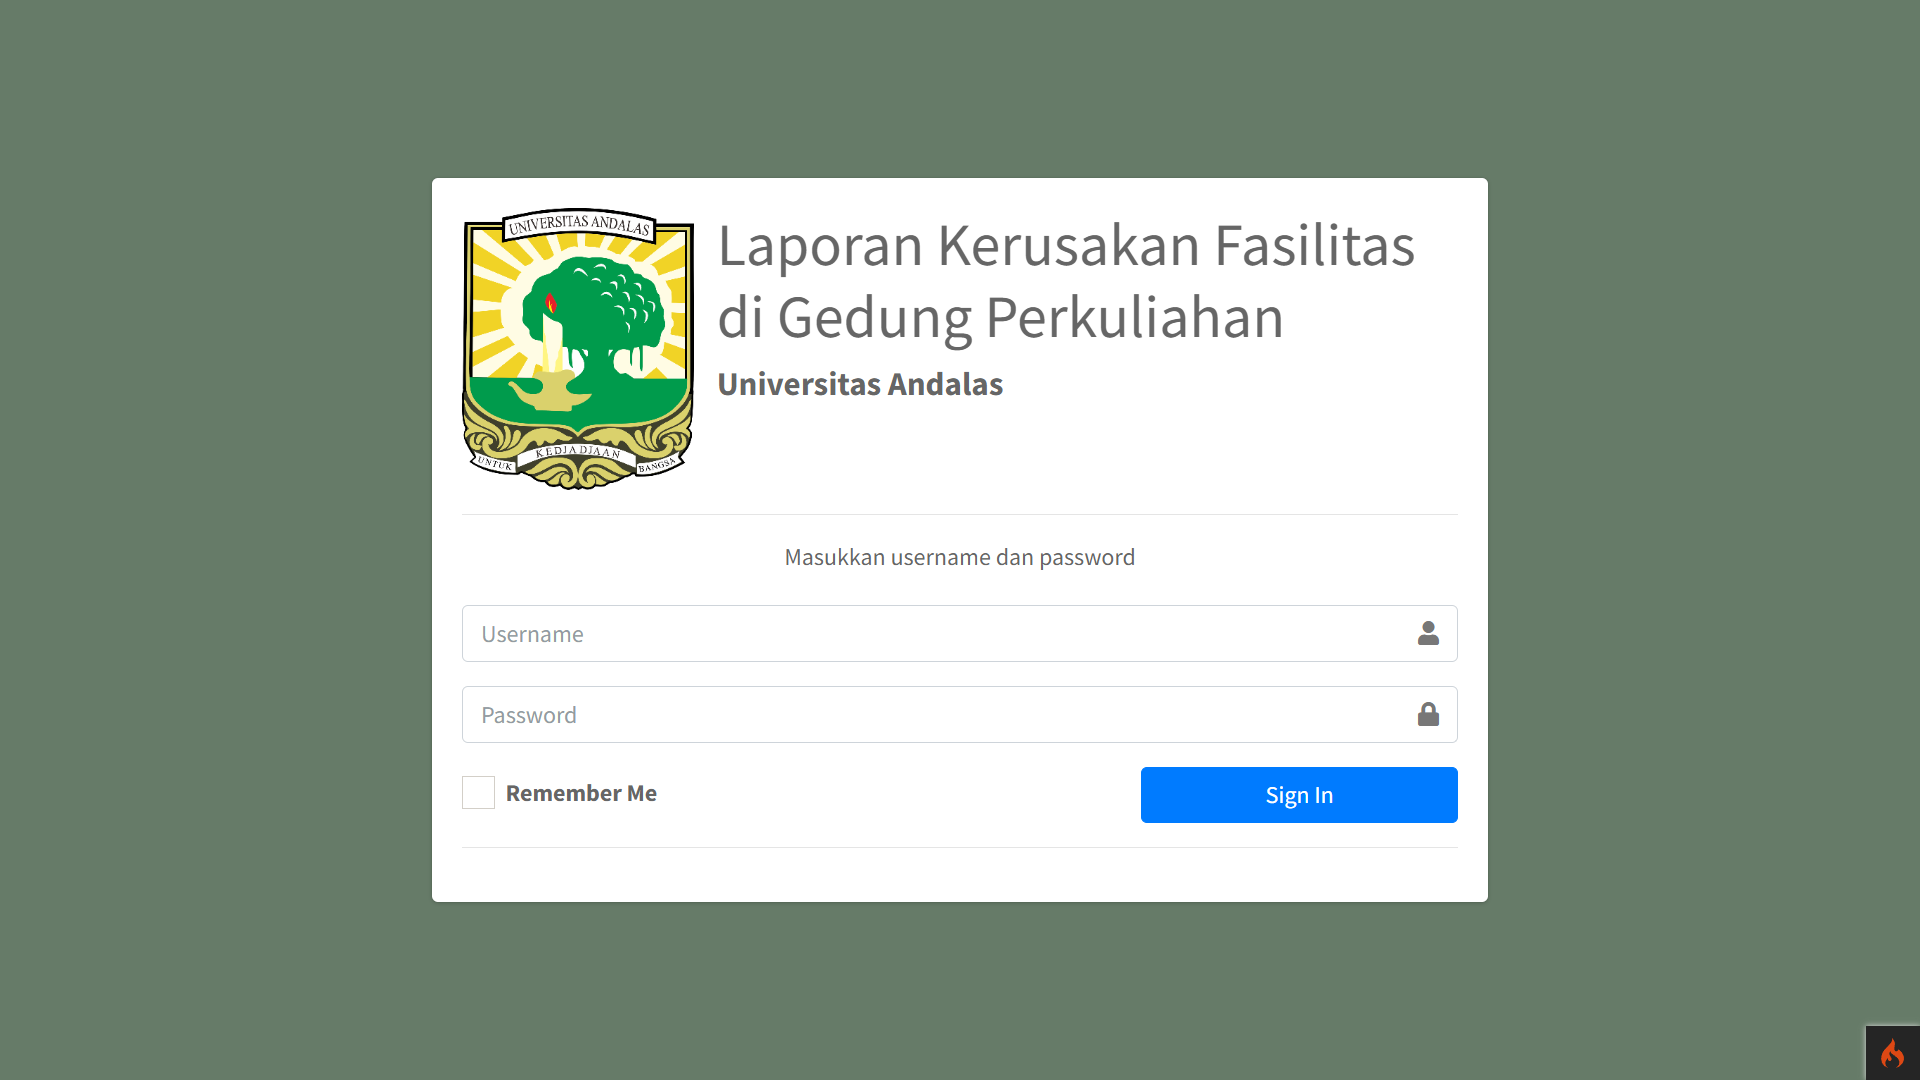 UNIVERSITAS ANDALAS
UNTUK KEDJADJAAN BANGSA
Laporan Kerusakan Fasilitas
di Gedung Perkuliahan
Universitas Andalas
Masukkan username dan password
Username
Password
Remember Me
Sign In